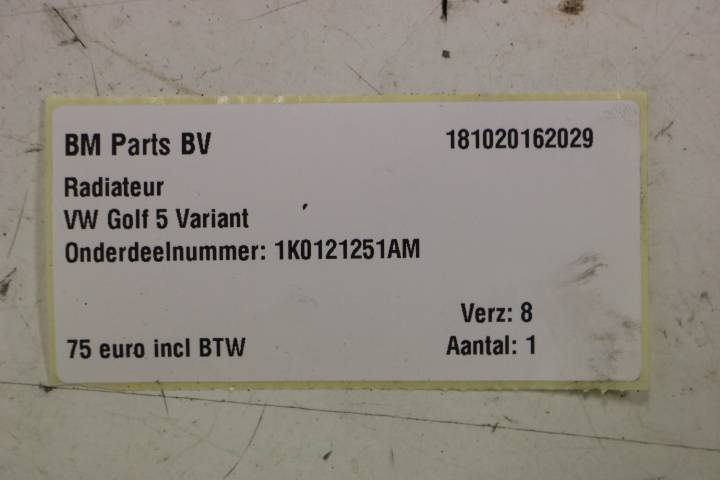 BM Parts BV 181020162029
Radiateur
VW Golf 5 Variant
Onderdeelnummer: 1K0121251AM
Verz: 8
75 euro incl BTW Aantal: 1